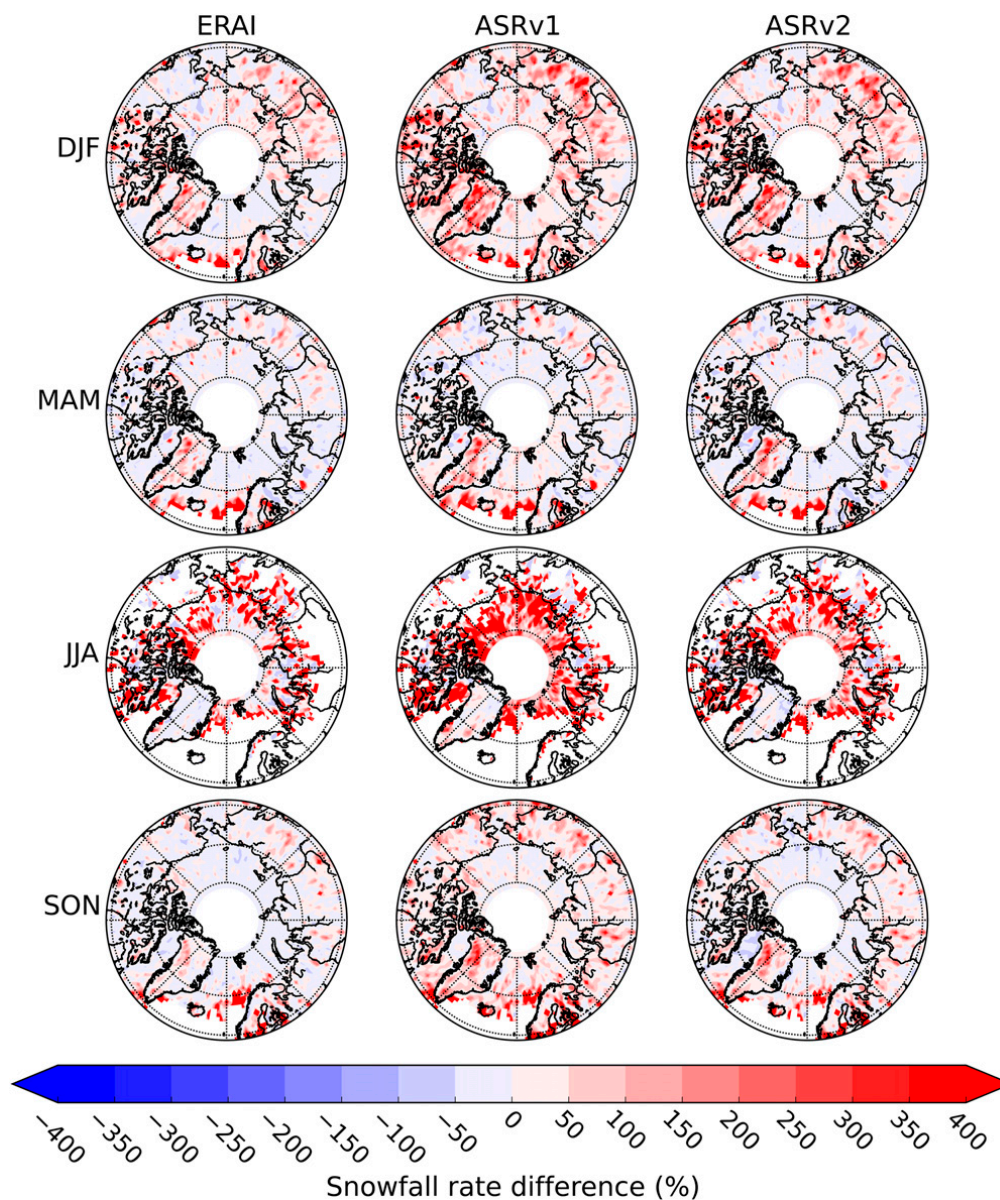 ERAI ASRv1 ASRv2
DJF
MAM
JJA
SON
−400 −350 −300 −250 −200 −150 −100 −50 0 50 100 150 200 250 300 350 400
Snowfall rate difference (%)